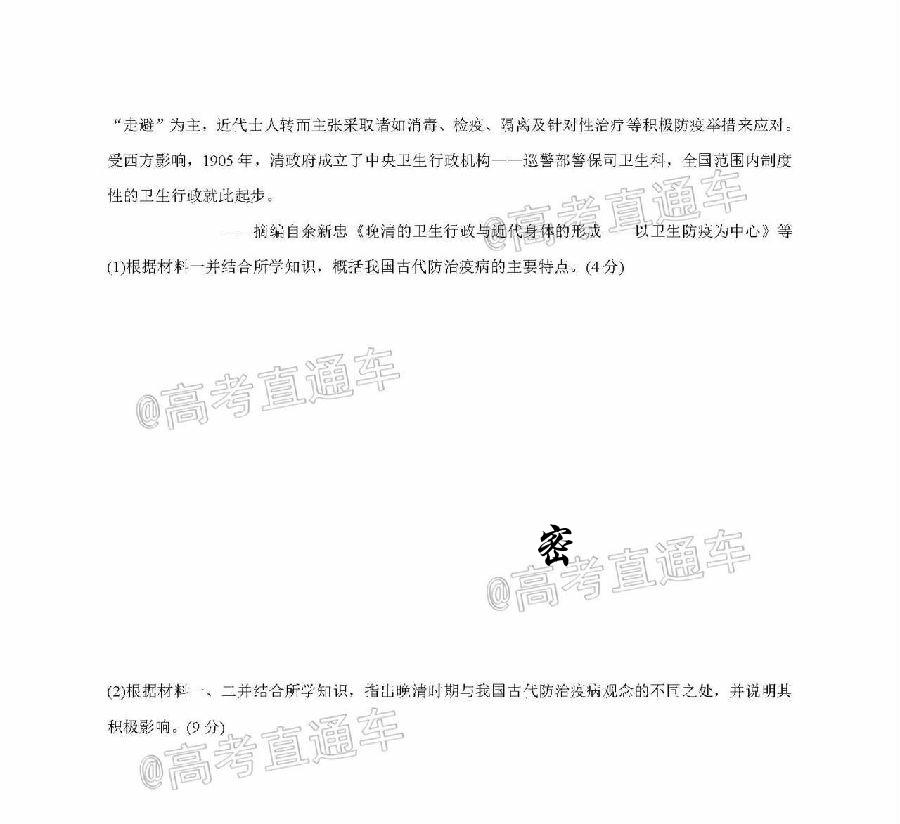 “走避”为主，近代士人转而主张采取诸如消毒、检疫、隔离及针对性治疗等积极防疫举措来应对。
受西方影响，1905 年，清政府成立了中央卫生行政机构——巡警部警保司卫生科，全国范围内制度
性的卫生行政就此起步。
@高考直通车
——摘编自余新忠《晚清的卫生行政与近代身体的形成——以卫生防疫为中心》等
(1)根据材料一并结合所学知识，概括我国古代防治疫病的主要特点。(4 分)
@高考直通车
密
@高考直通车
(2)根据材料一、二并结合所学知识，指出晚清时期与我国古代防治疫病观念的不同之处，并说明其
积极影响。(9 分)
@高考直通车